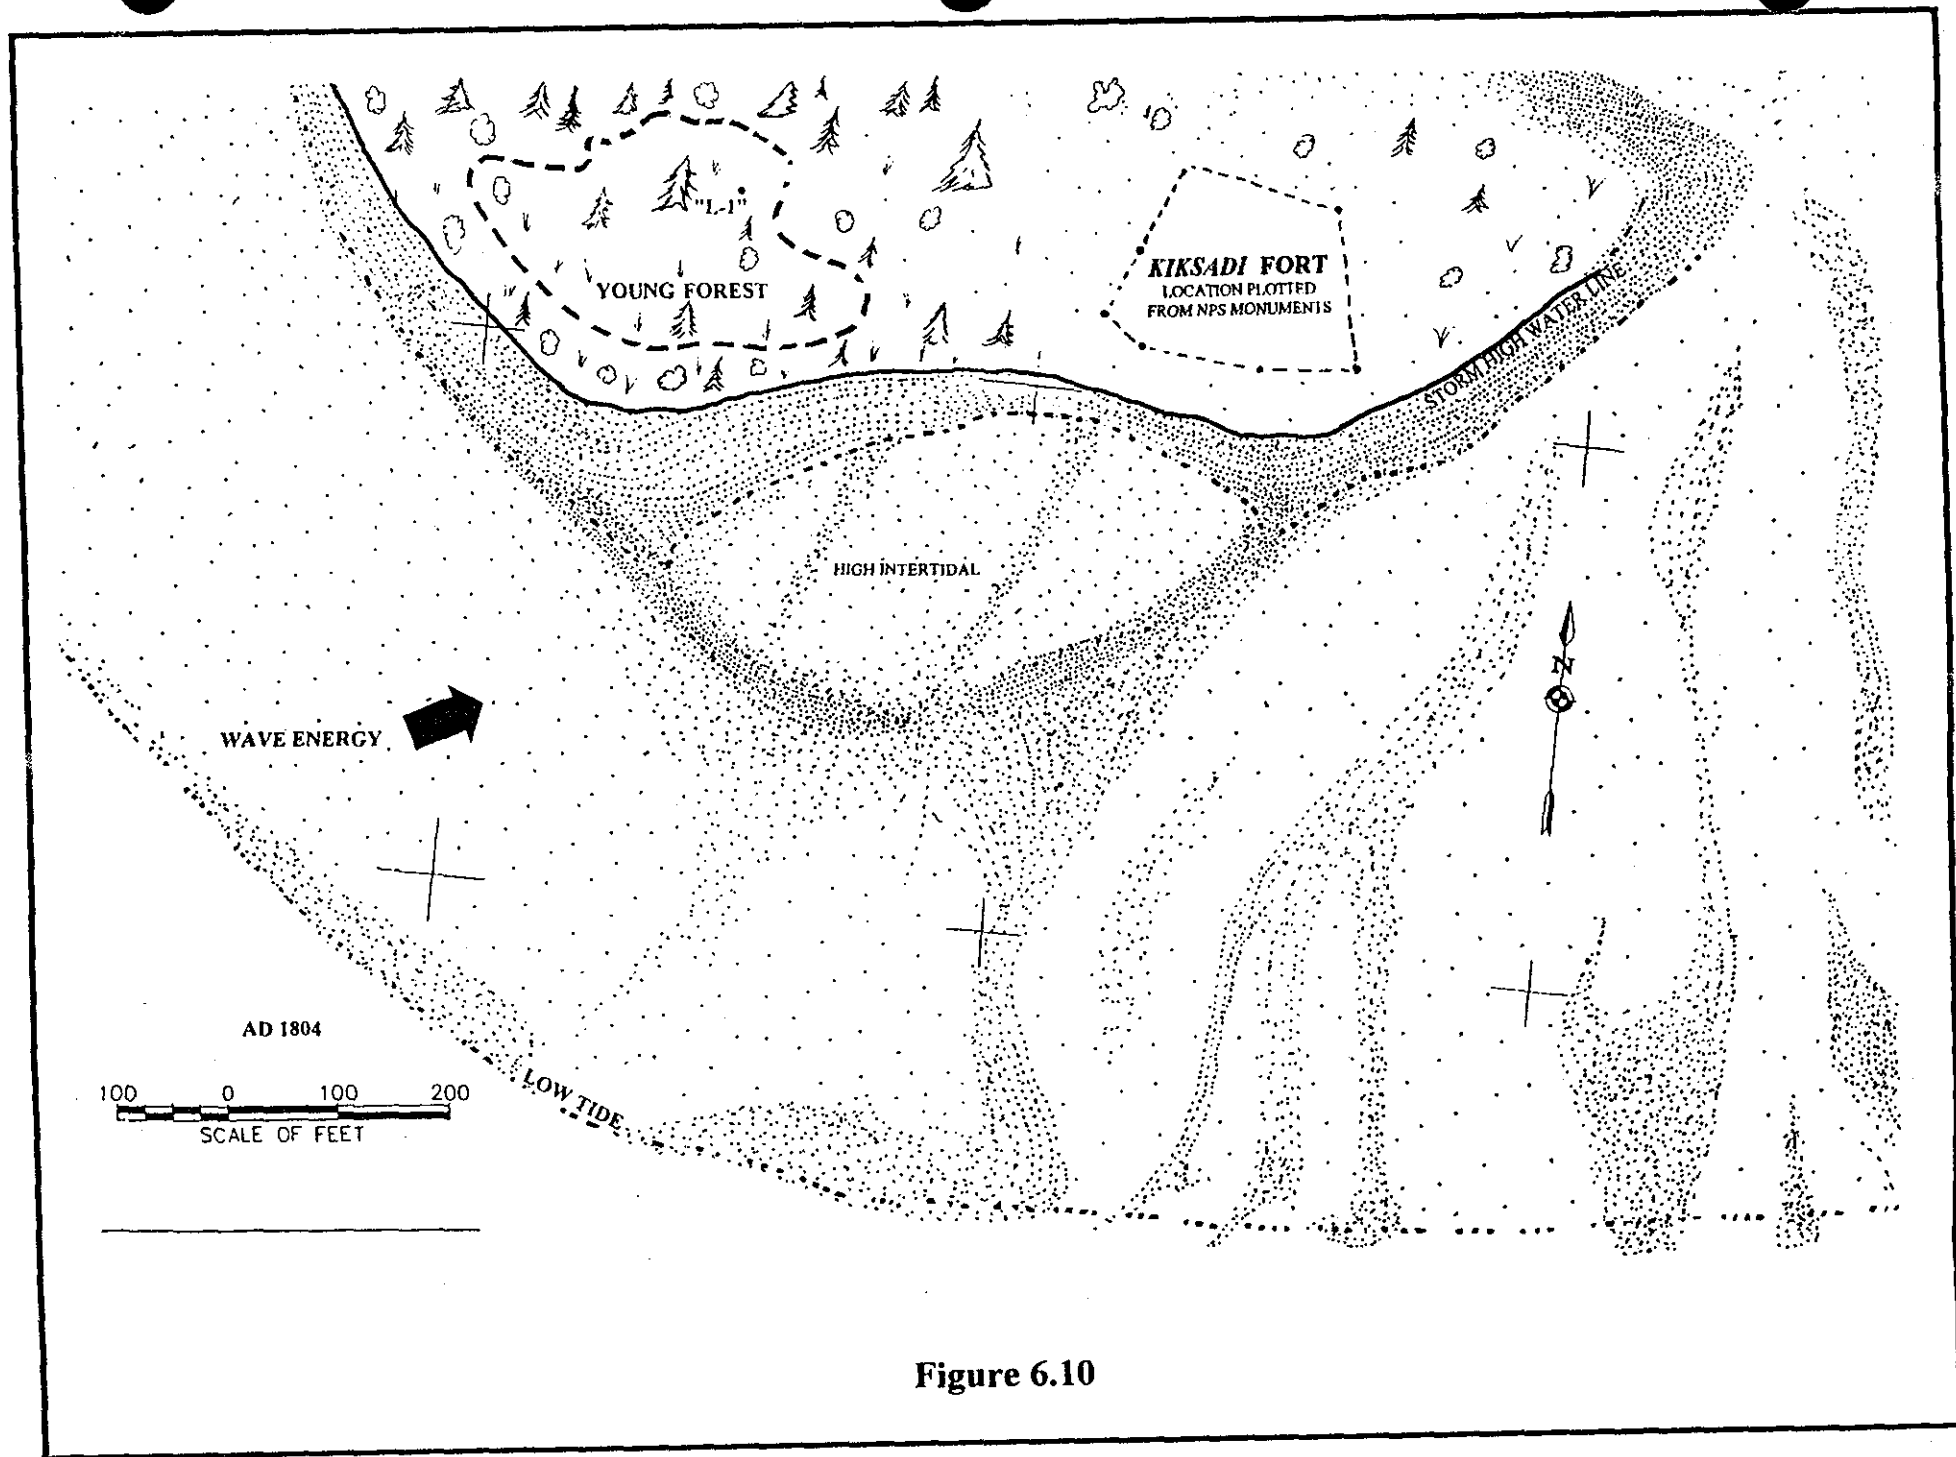 "L-1"
YOUNG FOREST
KIKSADI FORT
LOCATION PLOTTED
FROM NPS MONUMENTS
STORM HIGH WATER LINE
HIGH INTERTIDAL
N
WAVE ENERGY
AD 1804
LOW TIDE
100 0 100 200
SCALE OF FEET
Figure 6.10